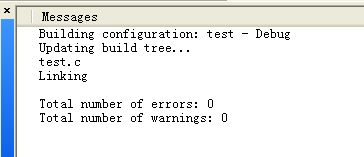 Messages
Building configuration: test - Debug
Updating build tree...
test.c
Linking
Total number of errors: 0
Total number of warnings: 0